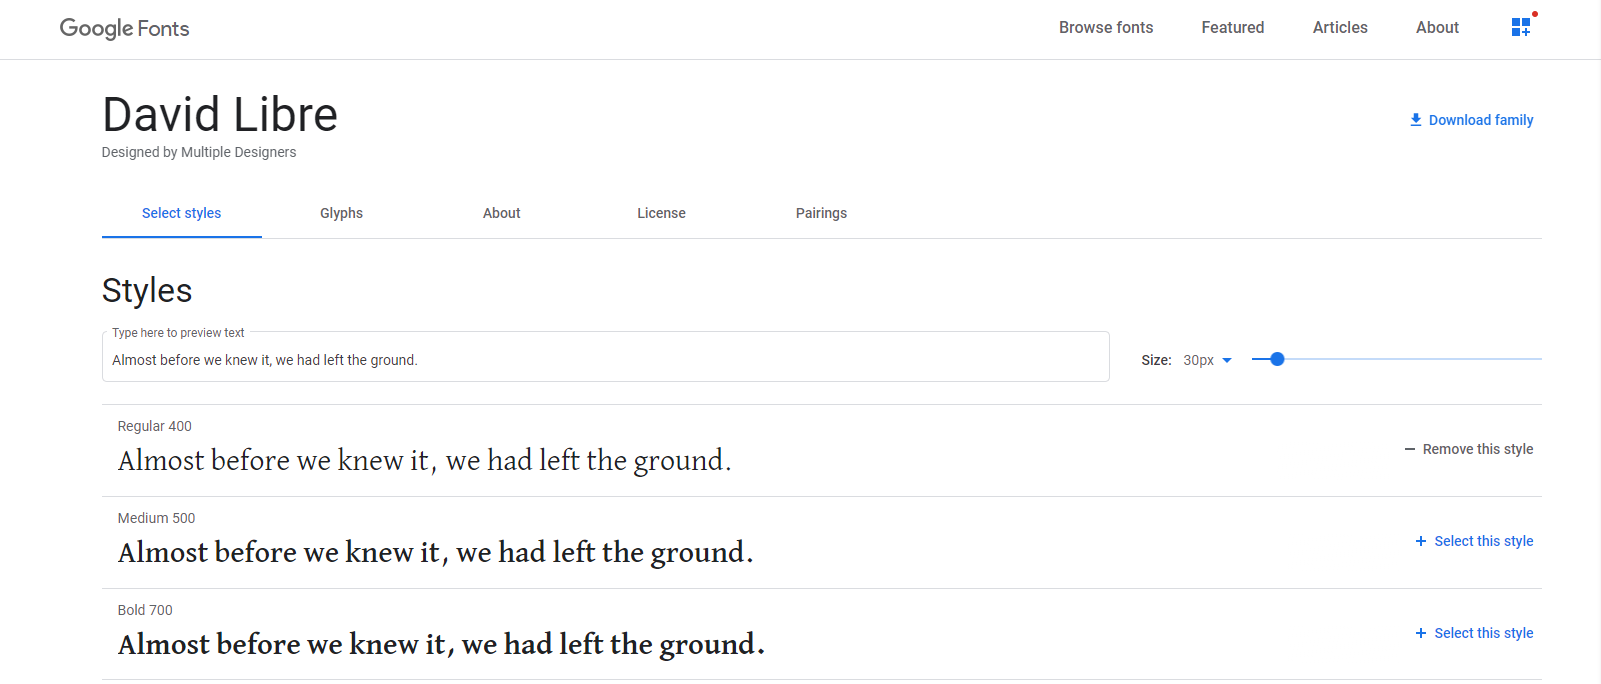 Google Fonts
Browse fonts Featured Articles About
David Libre
Download family
Designed by Multiple Designers
Select styles Glyphs About License Pairings
Styles
Type here to preview text
Almost before we knew it, we had left the ground.
Size: 30px
Regular 400
Almost before we knew it, we had left the ground.
Remove this style
Medium 500
Almost before we knew it, we had left the ground.
Select this style
Bold 700
Almost before we knew it, we had left the ground.
Select this style